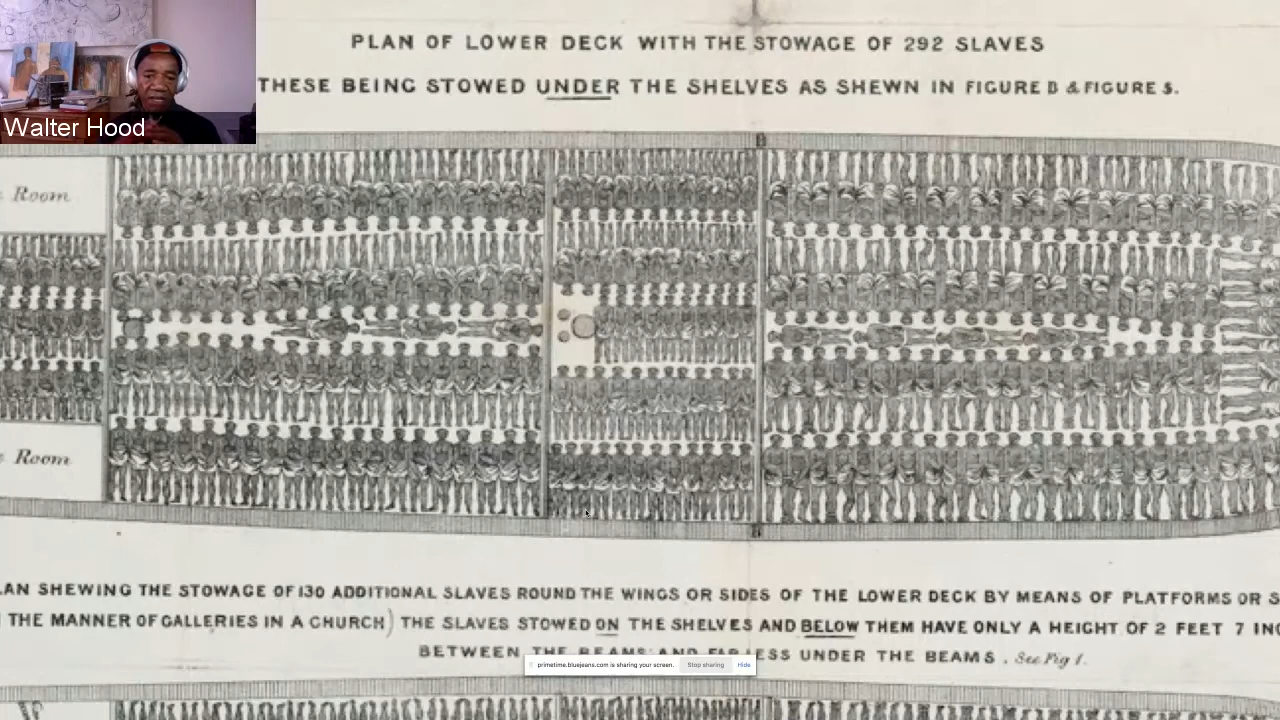 PLAN OF LOWER DECK WITH THE STOWAGE OF 292 SLAVES
THESE BEING STOWED UNDER THE SHELVES AS SHEWN IN FIGURE D & FIGURE 5.
Walter Hood
Room
Room
SHEWING THE STOWAGE OF 130 ADDITIONAL SLAVES ROUND THE WINGS OR SIDES OF THE LOWER DECK BY MEANS OF PLATFORMS OR
THE MANNER OF GALLERIES IN A CHURCH) THE SLAVES STOWED ON THE SHELVES AND BELOW THEM HAVE ONLY A HEIGHT OF 2 FEET 7
BETWEEN THE BEAMS AND FAR LESS UNDER THE BEAMS. See Fig 1.
primetime.bluejeans.com is sharing your screen. Stop sharing Hide